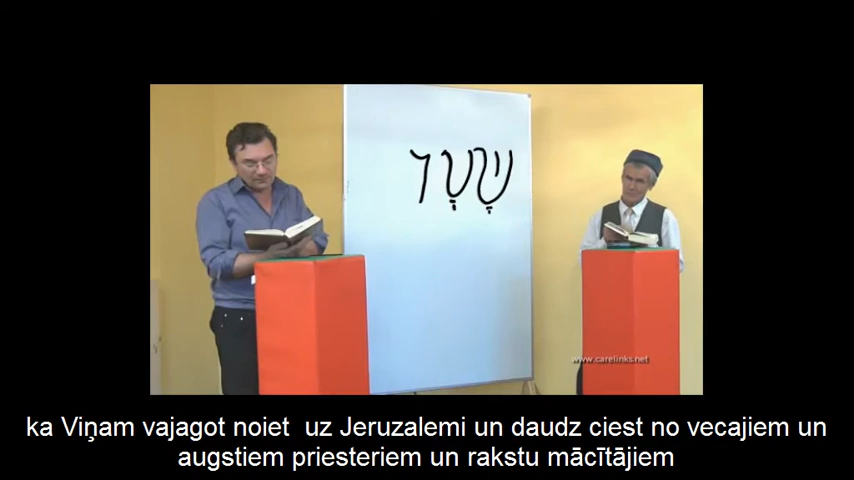 שָטָן
www.carelinks.net
ka Viņam vajagot noiet uz Jeruzalemi un daudz ciest no vecajiem un
augstiem priesteriem un rakstu mācītājiem